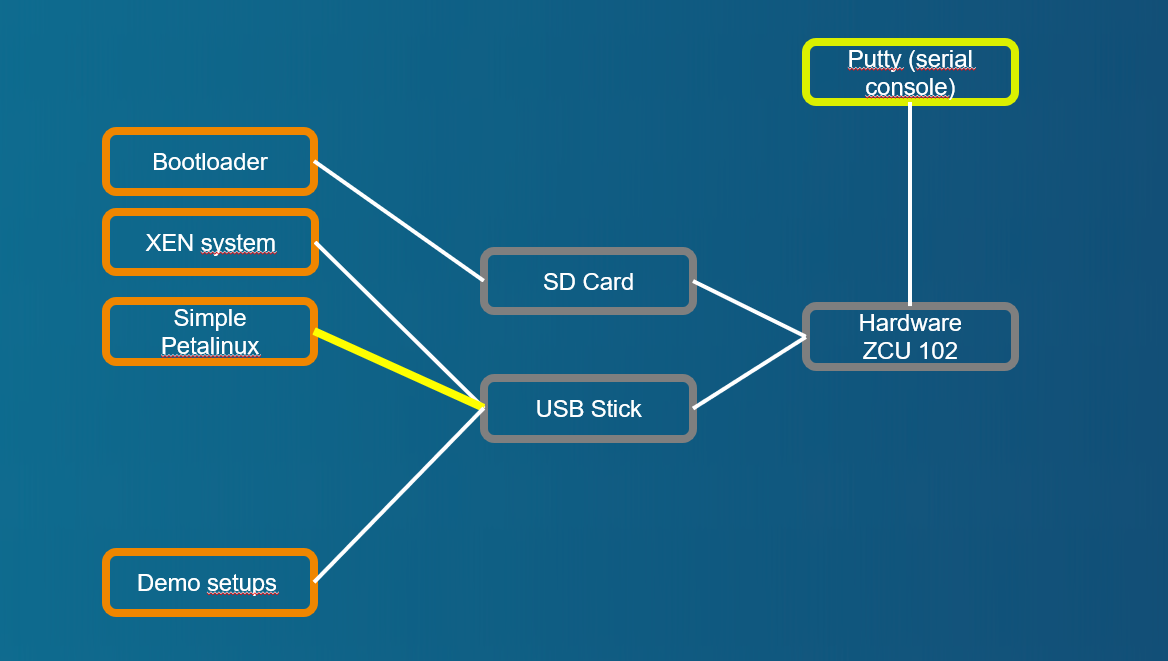 Putty (serial
console)
Bootloader
XEN system
SD Card
Simple
Petalinux
Hardware
ZCU 102
USB Stick
Demo setups